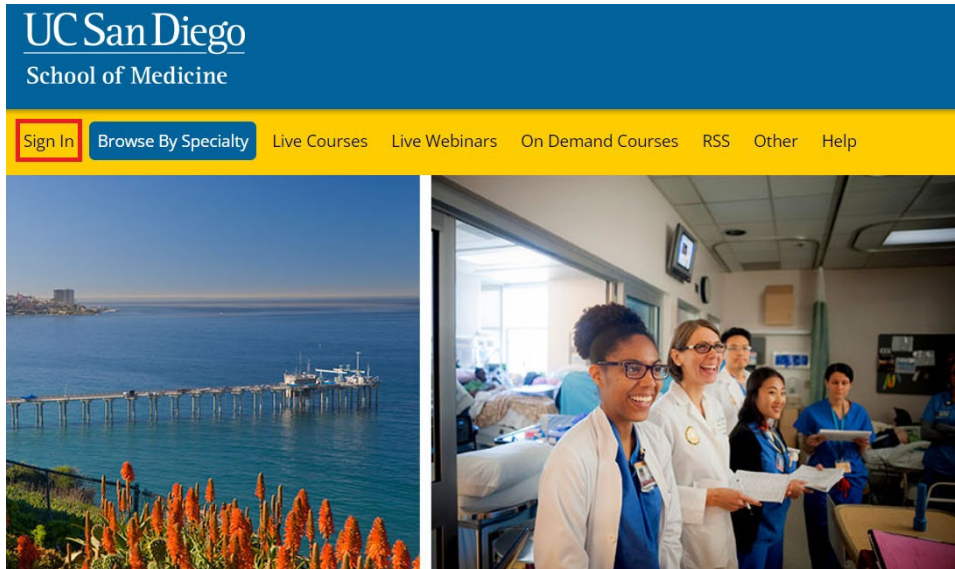 UC San Diego
School of Medicine
Sign In Browse By Specialty Live Courses Live Webinars On Demand Courses RSS Other Help